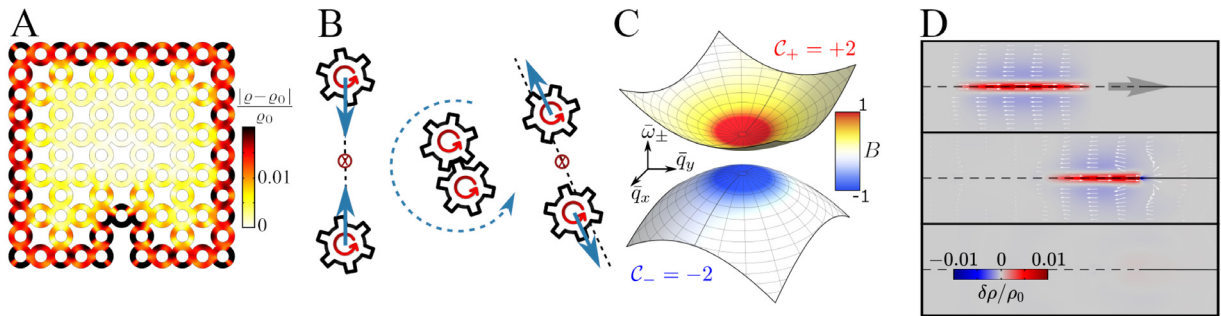 A
|ϱ−ϱ₀|
ϱ₀
0.01
0
B
C
𝒞₊ = +2
ω̄±
q̄y
q̄x
1
B
-1
𝒞₋ = −2
D
−0.01 0 0.01
δρ/ρ₀